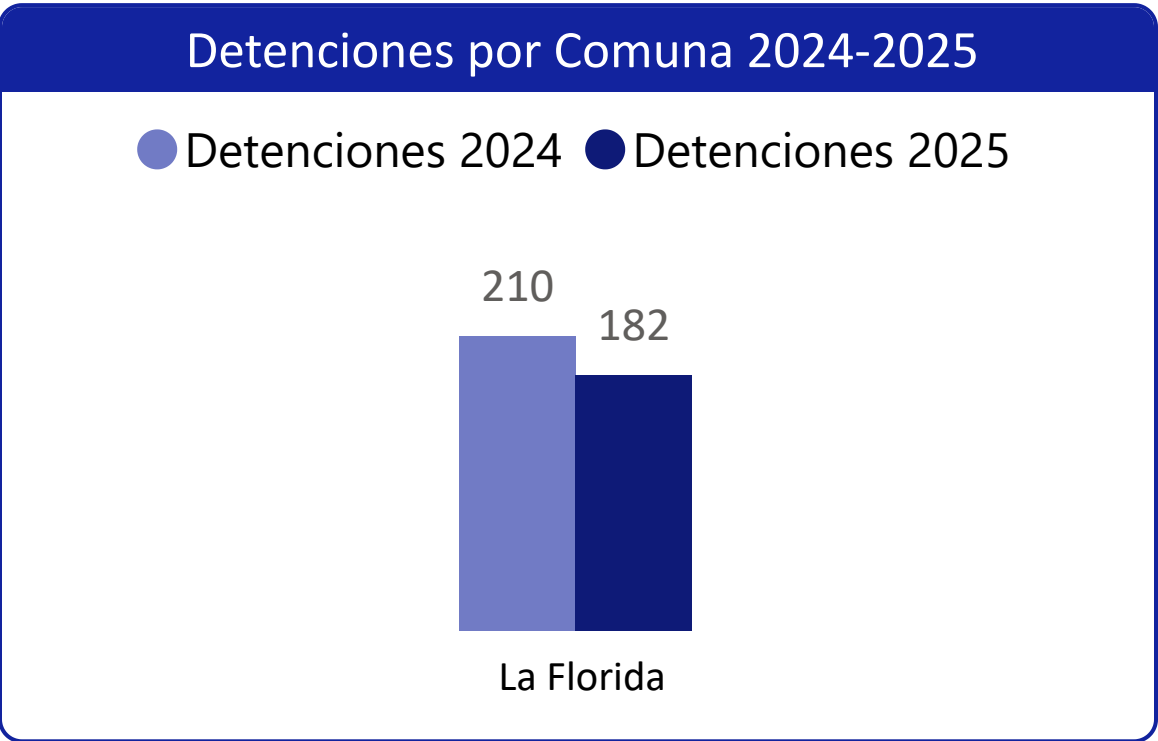 Detenciones por Comuna 2024-2025
Detenciones 2024 Detenciones 2025
210
182
La Florida